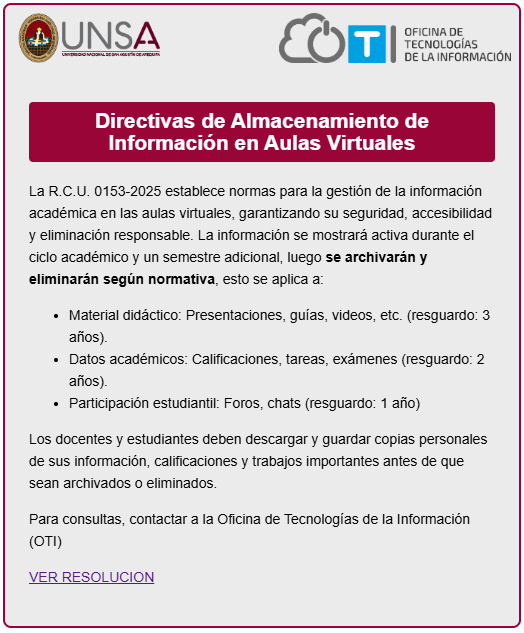 UNSA
UNIVERSIDAD NACIONAL DE SAN AGUSTÍN DE AREQUIPA
OTI
OFICINA DE
TECNOLOGÍAS
DE LA INFORMACIÓN
Directivas de Almacenamiento de
Información en Aulas Virtuales
La R.C.U. 0153-2025 establece normas para la gestión de la información
académica en las aulas virtuales, garantizando su seguridad, accesibilidad
y eliminación responsable. La información se mostrará activa durante el
ciclo académico y un semestre adicional, luego se archivarán y
eliminarán según normativa, esto se aplica a:
• Material didáctico: Presentaciones, guías, videos, etc. (resguardo: 3
años).
• Datos académicos: Calificaciones, tareas, exámenes (resguardo: 2
años).
• Participación estudiantil: Foros, chats (resguardo: 1 año)
Los docentes y estudiantes deben descargar y guardar copias personales
de sus información, calificaciones y trabajos importantes antes de que
sean archivados o eliminados.
Para consultas, contactar a la Oficina de Tecnologías de la Información
(OTI)
VER RESOLUCION